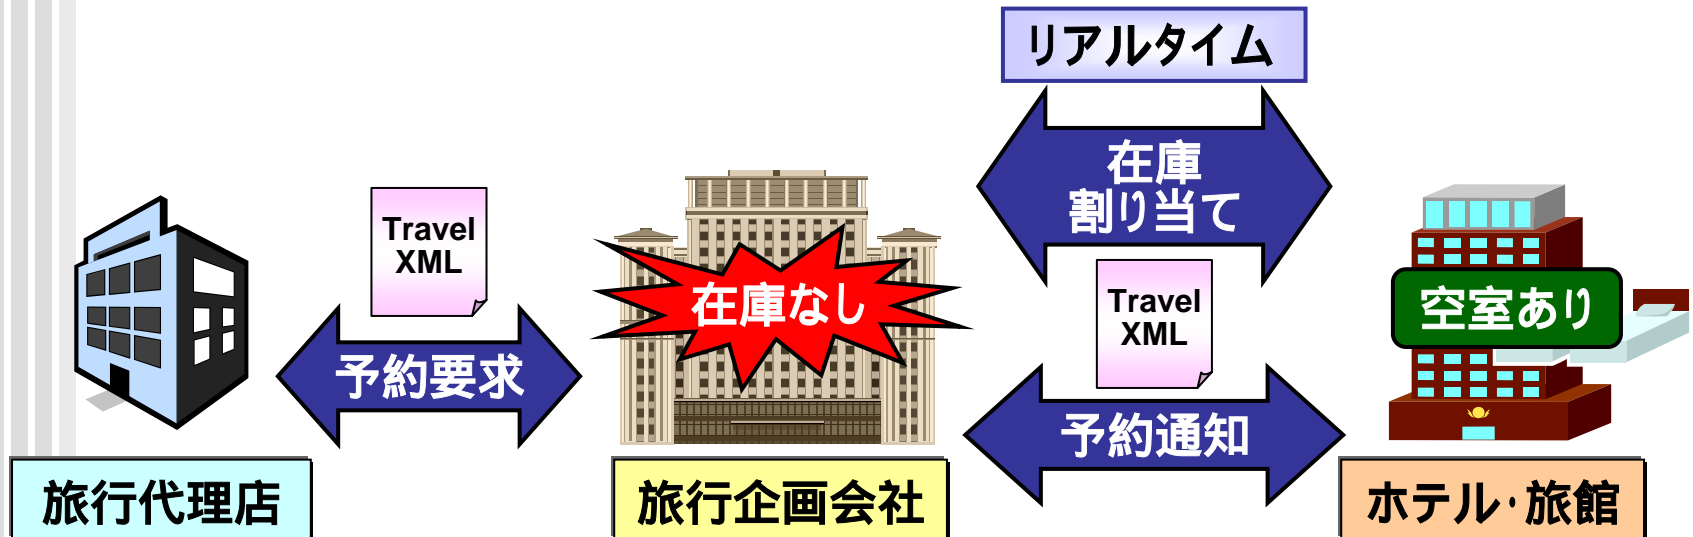 リアルタイム
在庫
割り当て
Travel
XML
在庫なし
空室あり
Travel
XML
予約要求
予約通知
旅行代理店
旅行企画会社
ホテル・旅館